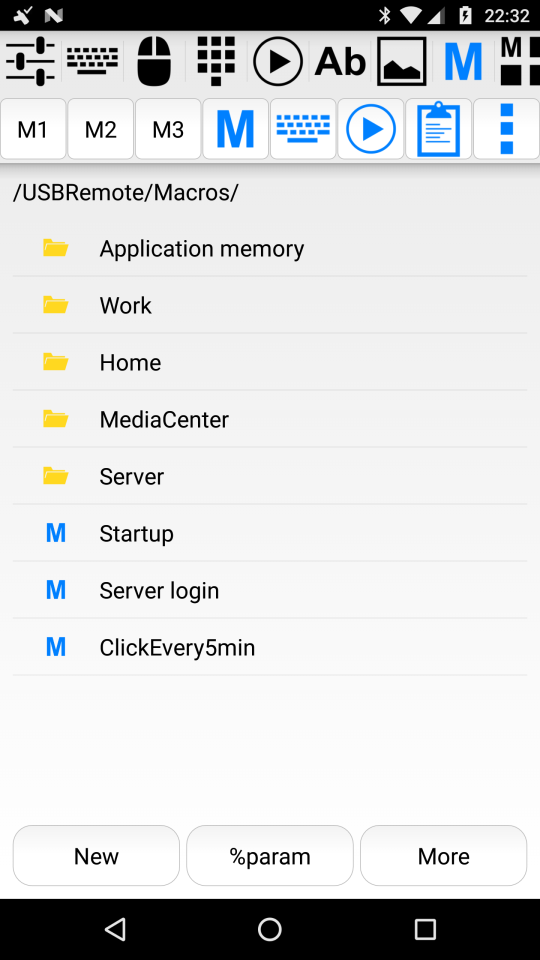 22:32
Ab M M
M1 M2 M3 M
/USBRemote/Macros/
Application memory
Work
Home
MediaCenter
Server
M Startup
M Server login
M ClickEvery5min
New %param More